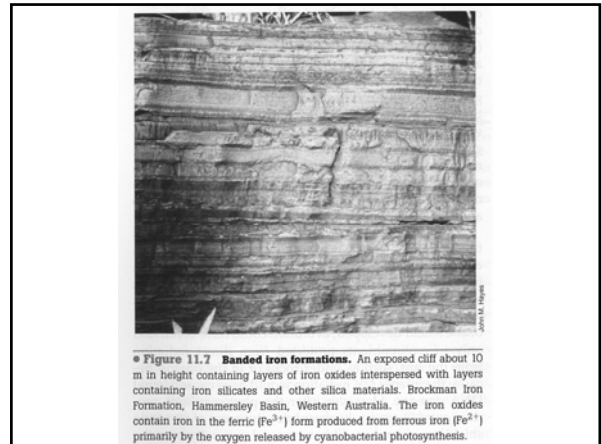 John M. Hayes
• Figure 11.7 Banded iron formations. An exposed cliff about 10
m in height containing layers of iron oxides interspersed with layers
containing iron silicates and other silica materials. Brockman Iron
Formation, Hammersley Basin, Western Australia. The iron oxides
contain iron in the ferric (Fe³⁺) form produced from ferrous iron (Fe²⁺)
primarily by the oxygen released by cyanobacterial photosynthesis.